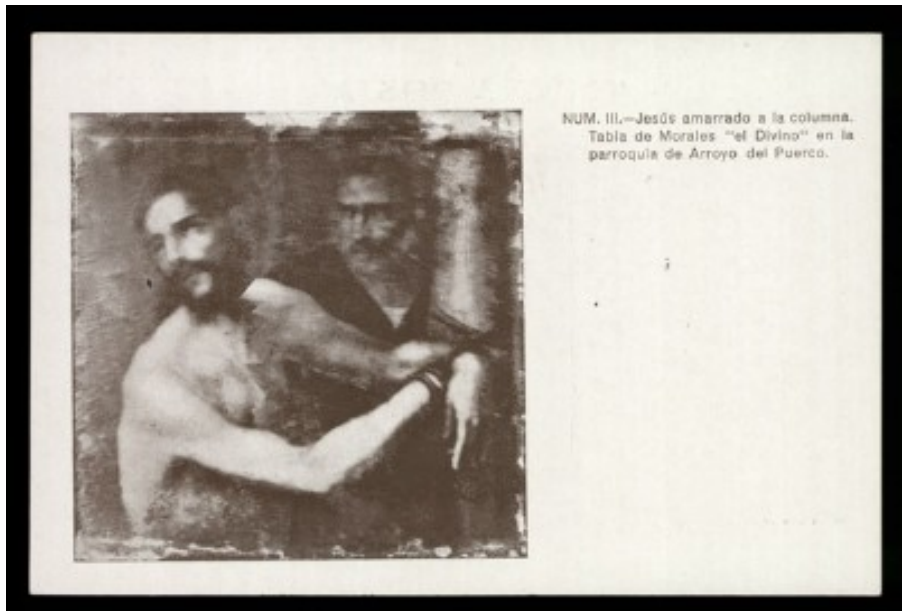 NUM. III.—Jesús amarrado a la columna.
Tabla de Morales "el Divino" en la
parroquia de Arroyo del Puerco.